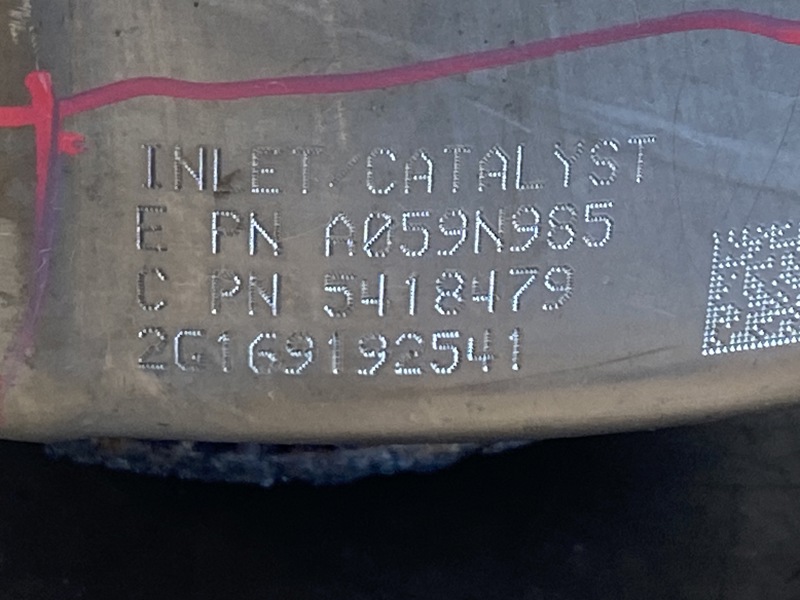 INLET CATALYST
E PN A059N985
C PN 5418479
2G169192541